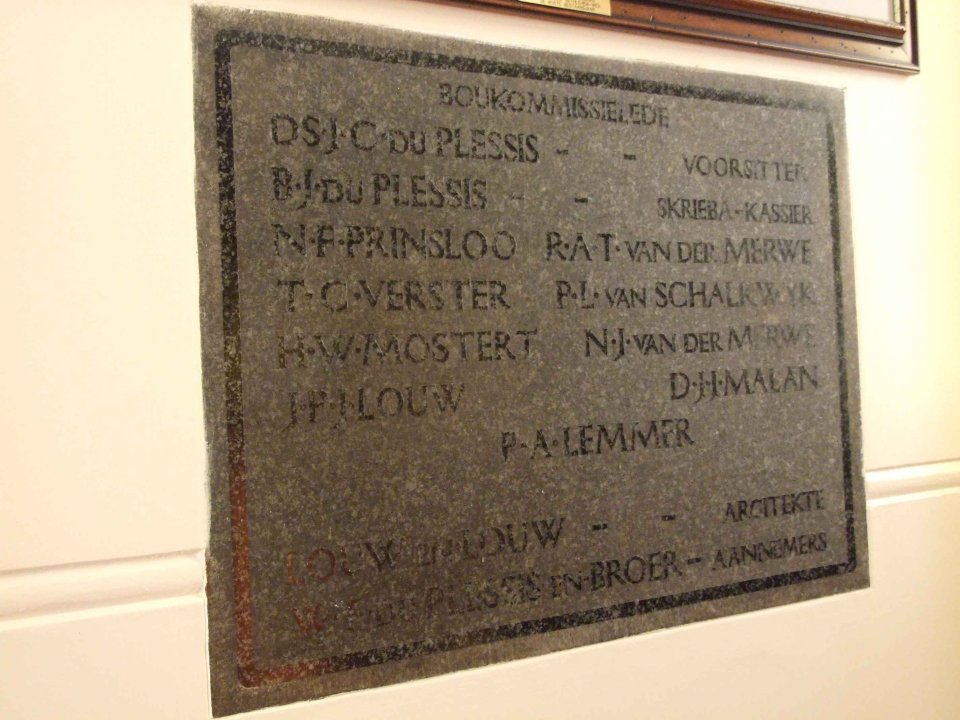 BOUKOMMISSIELEDE
DS·J·C·DU PLESSIS - - VOORSITTER
B·J·DU PLESSIS - - SKRIEBA-KASSIER
N·F·PRINSLOO R·A·T·VAN DER MERWE
T·C·VERSTER P·L·VAN SCHALKWYK
H·W·MOSTERT N·J·VAN DER MERWE
J·F·J·LOUW D·J·J·MALAN
P·A·LEMMER
LOUW EN LOUW - - ARGITEKTE
DU PLESSIS EN BROER - AANNEMERS